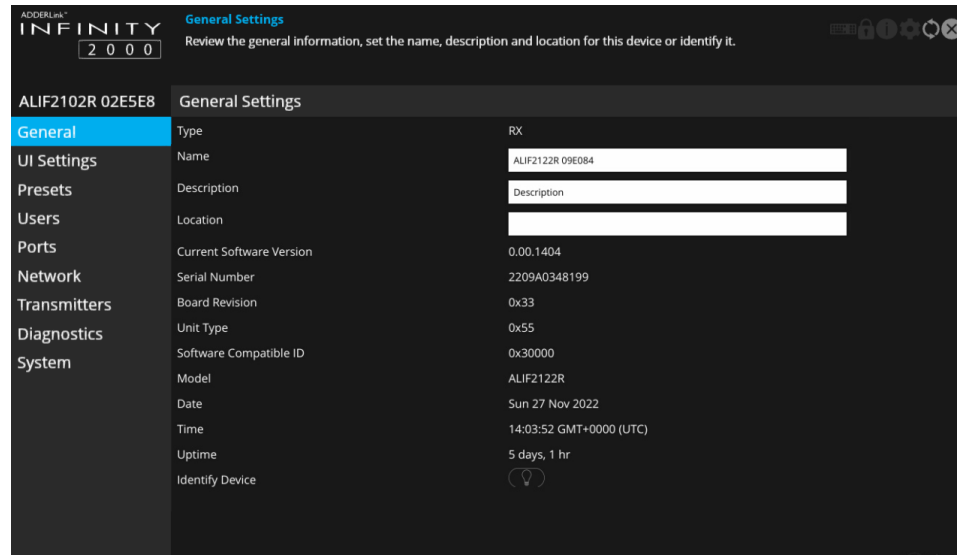 ADDERLink™
INFINITY
2000
General Settings
Review the general information, set the name, description and location for this device or identify it.
ALIF2102R 02E5E8
General Settings
General
UI Settings
Presets
Users
Ports
Network
Transmitters
Diagnostics
System
Type RX
Name ALIF2122R 09E084
Description Description
Location
Current Software Version 0.00.1404
Serial Number 2209A0348199
Board Revision 0x33
Unit Type 0x55
Software Compatible ID 0x30000
Model ALIF2122R
Date Sun 27 Nov 2022
Time 14:03:52 GMT+0000 (UTC)
Uptime 5 days, 1 hr
Identify Device